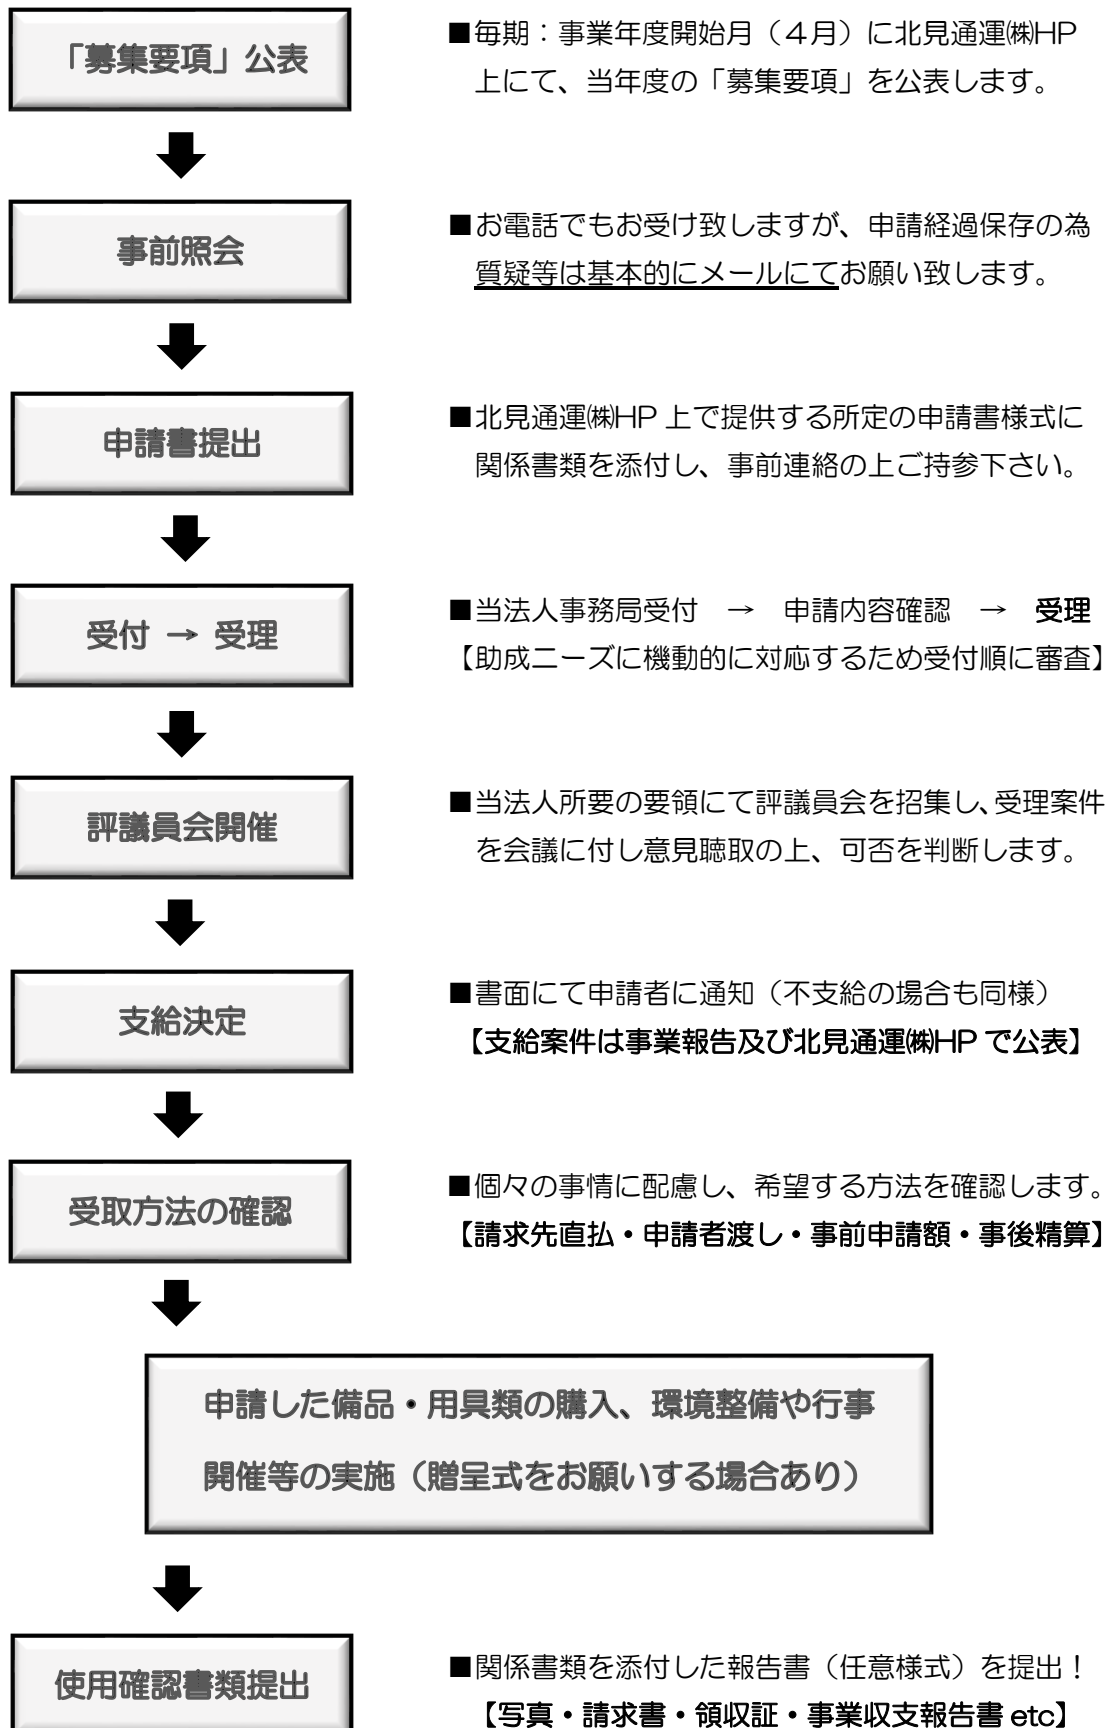 「募集要項」公表
■毎期：事業年度開始月（４月）に北見通運㈱HP
上にて、当年度の「募集要項」を公表します。
事前照会
■お電話でもお受け致しますが、申請経過保存の為
質疑等は基本的にメールにてお願い致します。
申請書提出
■北見通運㈱HP上で提供する所定の申請書様式に
関係書類を添付し、事前連絡の上ご持参下さい。
受付 → 受理
■当法人事務局受付　→　申請内容確認　→　受理
【助成ニーズに機動的に対応するため受付順に審査】
評議員会開催
■当法人所要の要領にて評議員会を招集し、受理案件
を会議に付し意見聴取の上、可否を判断します。
支給決定
■書面にて申請者に通知（不支給の場合も同様）
【支給案件は事業報告及び北見通運㈱HPで公表】
受取方法の確認
■個々の事情に配慮し、希望する方法を確認します。
【請求先直払・申請者渡し・事前申請額・事後精算】
申請した備品・用具類の購入、環境整備や行事
開催等の実施（贈呈式をお願いする場合あり）
使用確認書類提出
■関係書類を添付した報告書（任意様式）を提出！
【写真・請求書・領収証・事業収支報告書 etc】